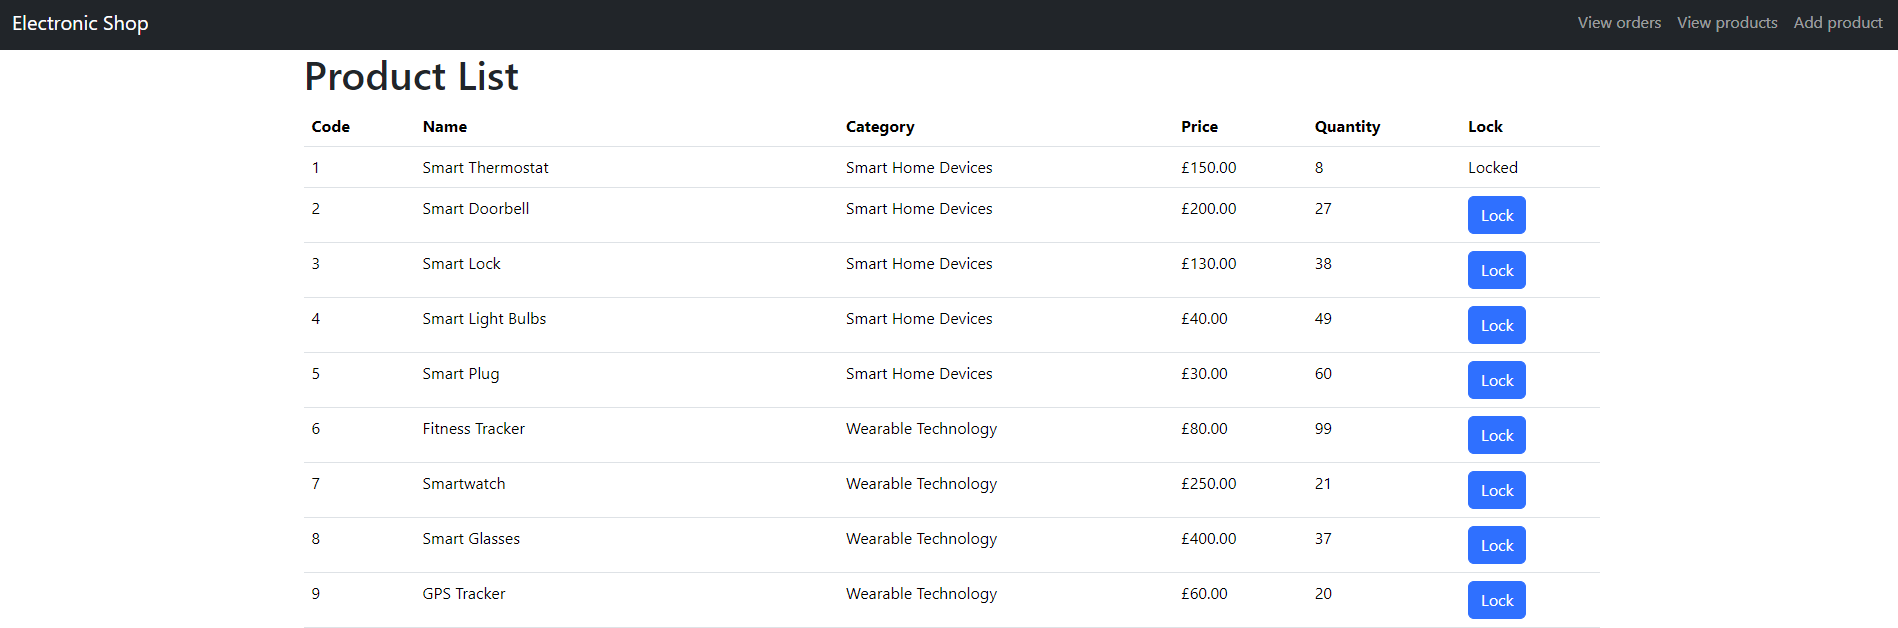 Electronic Shop View orders View products Add product
Product List
Code Name Category Price Quantity Lock
1 Smart Thermostat Smart Home Devices £150.00 8 Locked
2 Smart Doorbell Smart Home Devices £200.00 27 Lock
3 Smart Lock Smart Home Devices £130.00 38 Lock
4 Smart Light Bulbs Smart Home Devices £40.00 49 Lock
5 Smart Plug Smart Home Devices £30.00 60 Lock
6 Fitness Tracker Wearable Technology £80.00 99 Lock
7 Smartwatch Wearable Technology £250.00 21 Lock
8 Smart Glasses Wearable Technology £400.00 37 Lock
9 GPS Tracker Wearable Technology £60.00 20 Lock